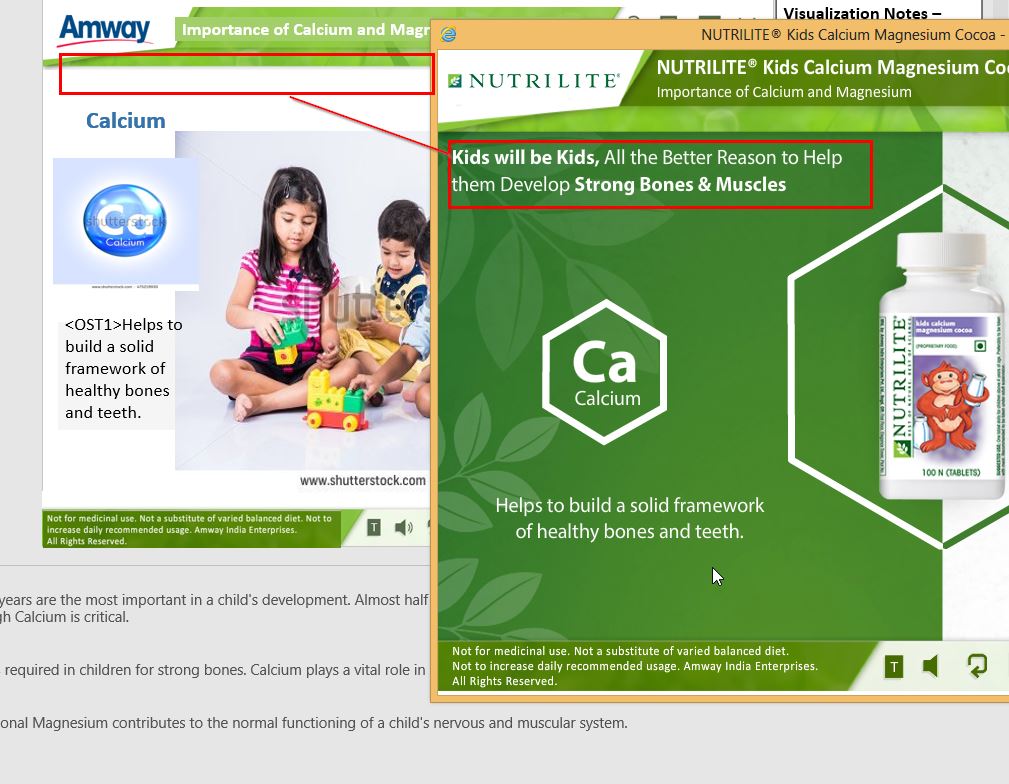 Amway
Importance of Calcium and Magn
Calcium
shutterstock
Ca
Calcium
www.shutterstock.com
<OST1>Helps to
build a solid
framework of
healthy bones
and teeth.
www.shutterstock.com
Not for medicinal use. Not a substitute of varied balanced diet. Not to
increase daily recommended usage. Amway India Enterprises.
All Rights Reserved.
T
years are the most important in a child's development. Almost half
gh Calcium is critical.
required in children for strong bones. Calcium plays a vital role in
onal Magnesium contributes to the normal functioning of a child's nervous and muscular system.
Visualization Notes –
NUTRILITE® Kids Calcium Magnesium Cocoa -
NUTRILITE®
NUTRILITE® Kids Calcium Magnesium Co
Importance of Calcium and Magnesium
Kids will be Kids, All the Better Reason to Help
them Develop Strong Bones & Muscles
Ca
Calcium
Helps to build a solid framework
of healthy bones and teeth.
NUTRILITE
kids calcium
magnesium cocoa
(PROPRIETARY FOOD)
100 N (TABLETS)
Not for medicinal use. Not a substitute of varied balanced diet.
Not to increase daily recommended usage. Amway India Enterprises.
All Rights Reserved.
T